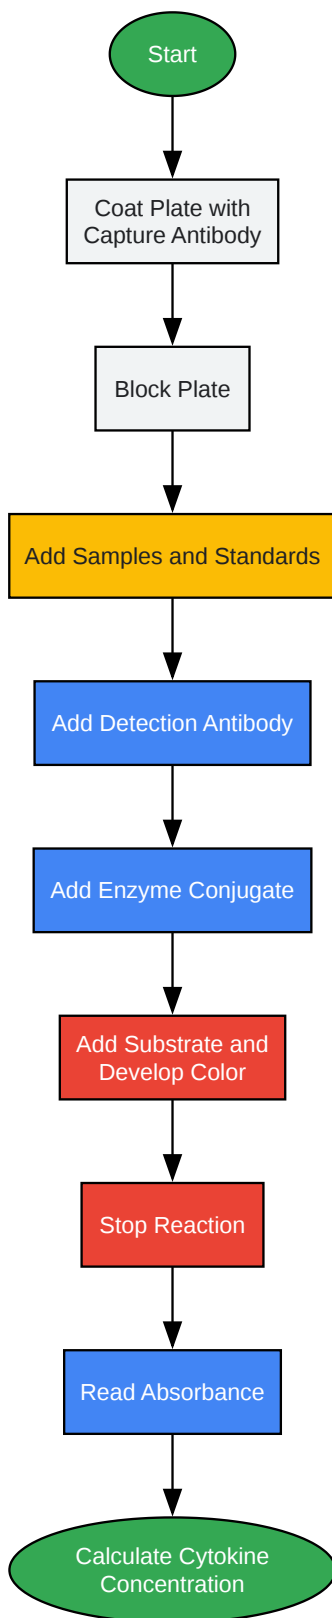 Start
Coat Plate with
Capture Antibody
Block Plate
Add Samples and Standards
Add Detection Antibody
Add Enzyme Conjugate
Add Substrate and
Develop Color
Stop Reaction
Read Absorbance
Calculate Cytokine
Concentration